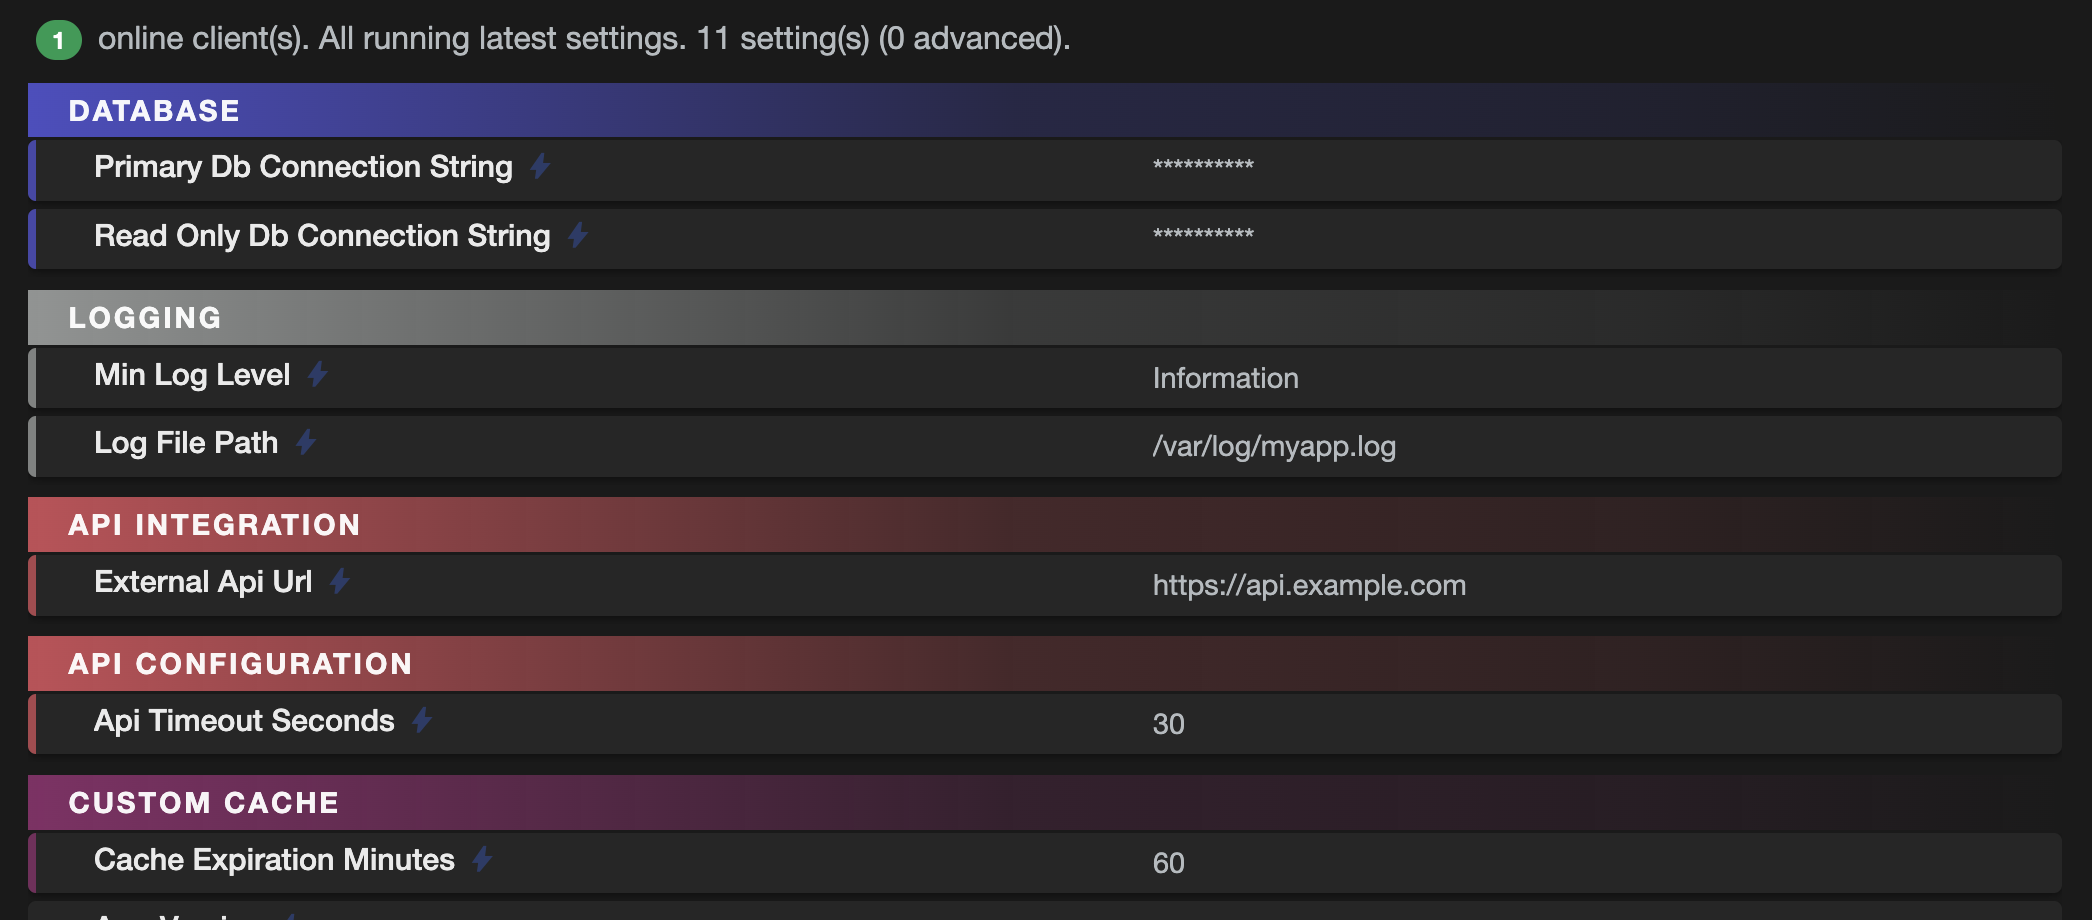 1 online client(s). All running latest settings. 11 setting(s) (0 advanced).
DATABASE
Primary Db Connection String **********
Read Only Db Connection String **********
LOGGING
Min Log Level Information
Log File Path /var/log/myapp.log
API INTEGRATION
External Api Url https://api.example.com
API CONFIGURATION
Api Timeout Seconds 30
CUSTOM CACHE
Cache Expiration Minutes 60